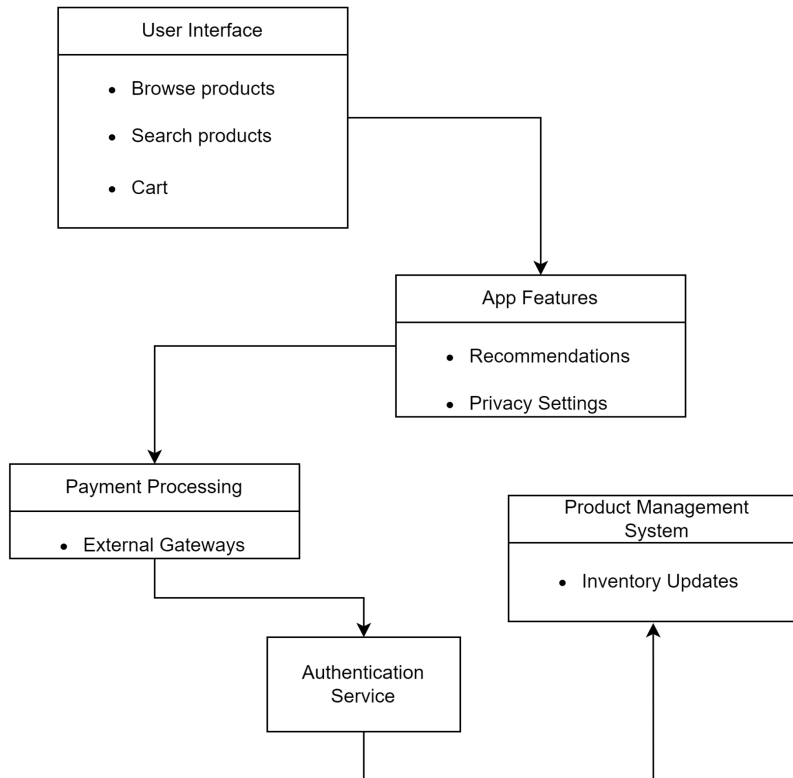 User Interface
• Browse products
• Search products
• Cart
App Features
• Recommendations
• Privacy Settings
Payment Processing
• External Gateways
Product Management
System
• Inventory Updates
Authentication
Service